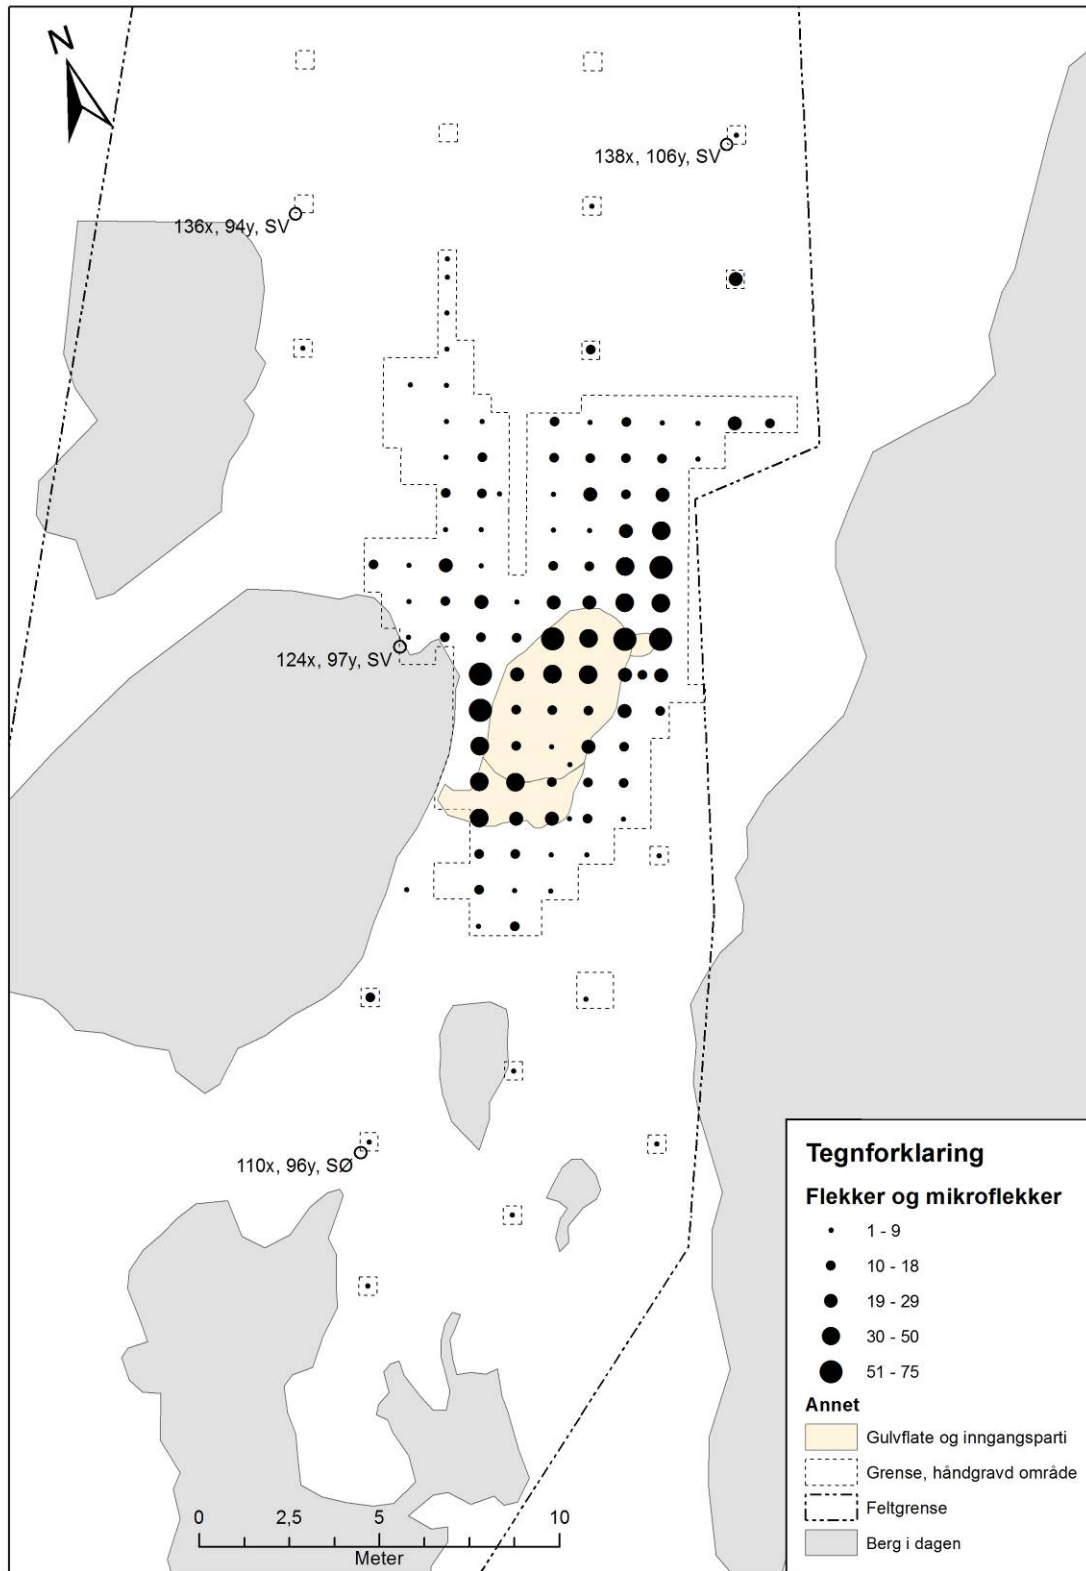 N
138x, 106y, SV
136x, 94y, SV
124x, 97y, SV
110x, 96y, SØ
Tegnforklaring
Flekker og mikroflekker
1 - 9
10 - 18
19 - 29
30 - 50
51 - 75
Annet
Gulvflate og inngangsparti
Grense, håndgravd område
Feltgrense
Berg i dagen
0 2,5 5 10
Meter